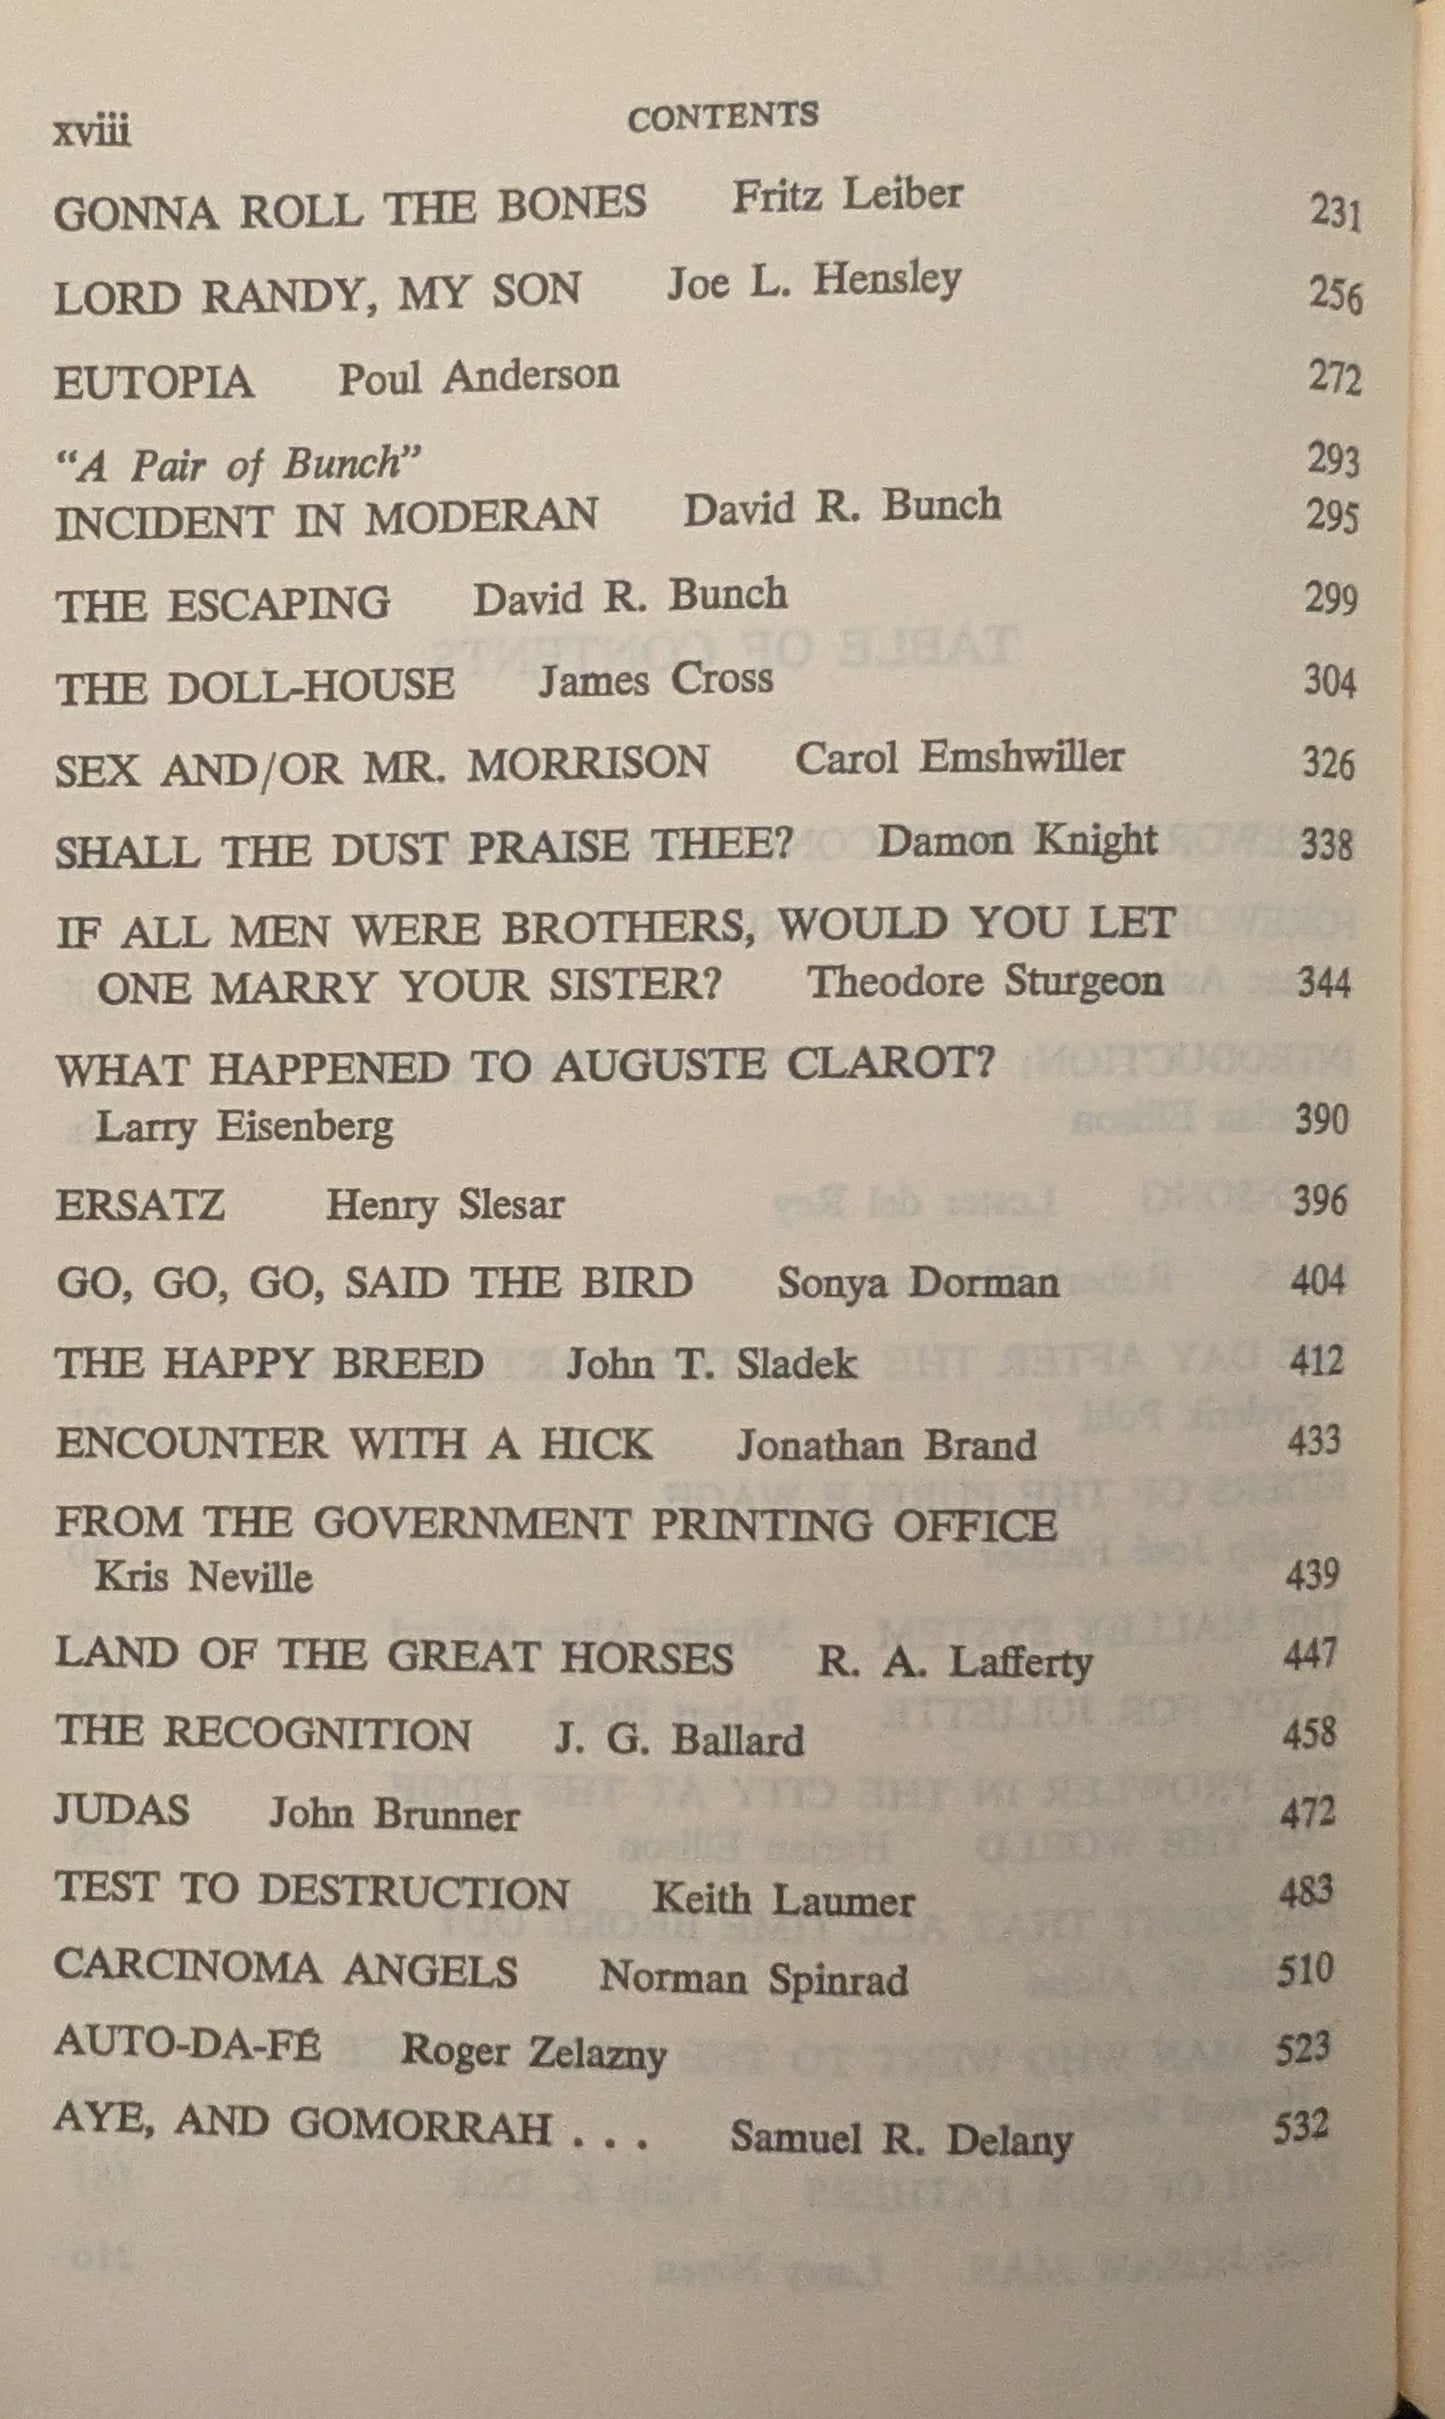 xviii CONTENTS
GONNA ROLL THE BONES Fritz Leiber 231
LORD RANDY, MY SON Joe L. Hensley 256
EUTOPIA Poul Anderson 272
“A Pair of Bunch” 293
INCIDENT IN MODERAN David R. Bunch 295
THE ESCAPING David R. Bunch 299
THE DOLL-HOUSE James Cross 304
SEX AND/OR MR. MORRISON Carol Emshwiller 326
SHALL THE DUST PRAISE THEE? Damon Knight 338
IF ALL MEN WERE BROTHERS, WOULD YOU LET
ONE MARRY YOUR SISTER? Theodore Sturgeon 344
WHAT HAPPENED TO AUGUSTE CLAROT?
Larry Eisenberg 390
ERSATZ Henry Slesar 396
GO, GO, GO, SAID THE BIRD Sonya Dorman 404
THE HAPPY BREED John T. Sladek 412
ENCOUNTER WITH A HICK Jonathan Brand 433
FROM THE GOVERNMENT PRINTING OFFICE
Kris Neville 439
LAND OF THE GREAT HORSES R. A. Lafferty 447
THE RECOGNITION J. G. Ballard 458
JUDAS John Brunner 472
TEST TO DESTRUCTION Keith Laumer 483
CARCINOMA ANGELS Norman Spinrad 510
AUTO-DA-FÉ Roger Zelazny 523
AYE, AND GOMORRAH . . . Samuel R. Delany 532